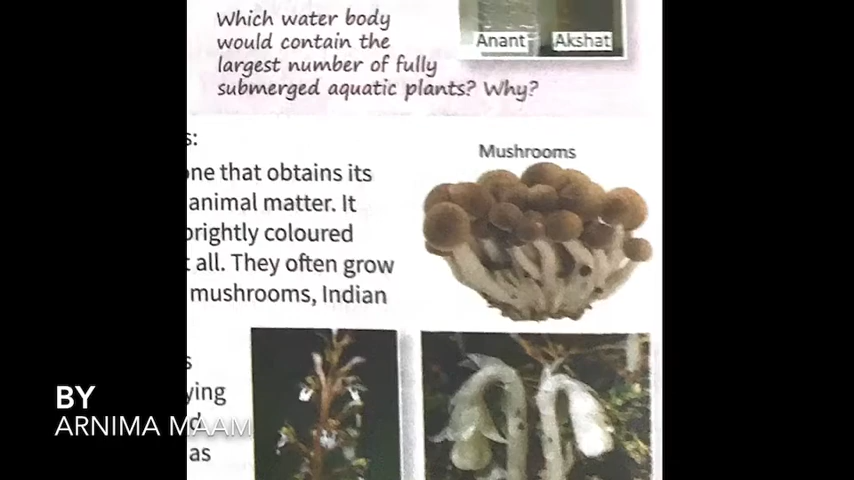 Which water body
would contain the
largest number of fully
submerged aquatic plants? Why?
Anant
Akshat
s:
one that obtains its
animal matter. It
brightly coloured
t all. They often grow
mushrooms, Indian
Mushrooms
s
ying
d
as
BY
ARNIMA MAAM